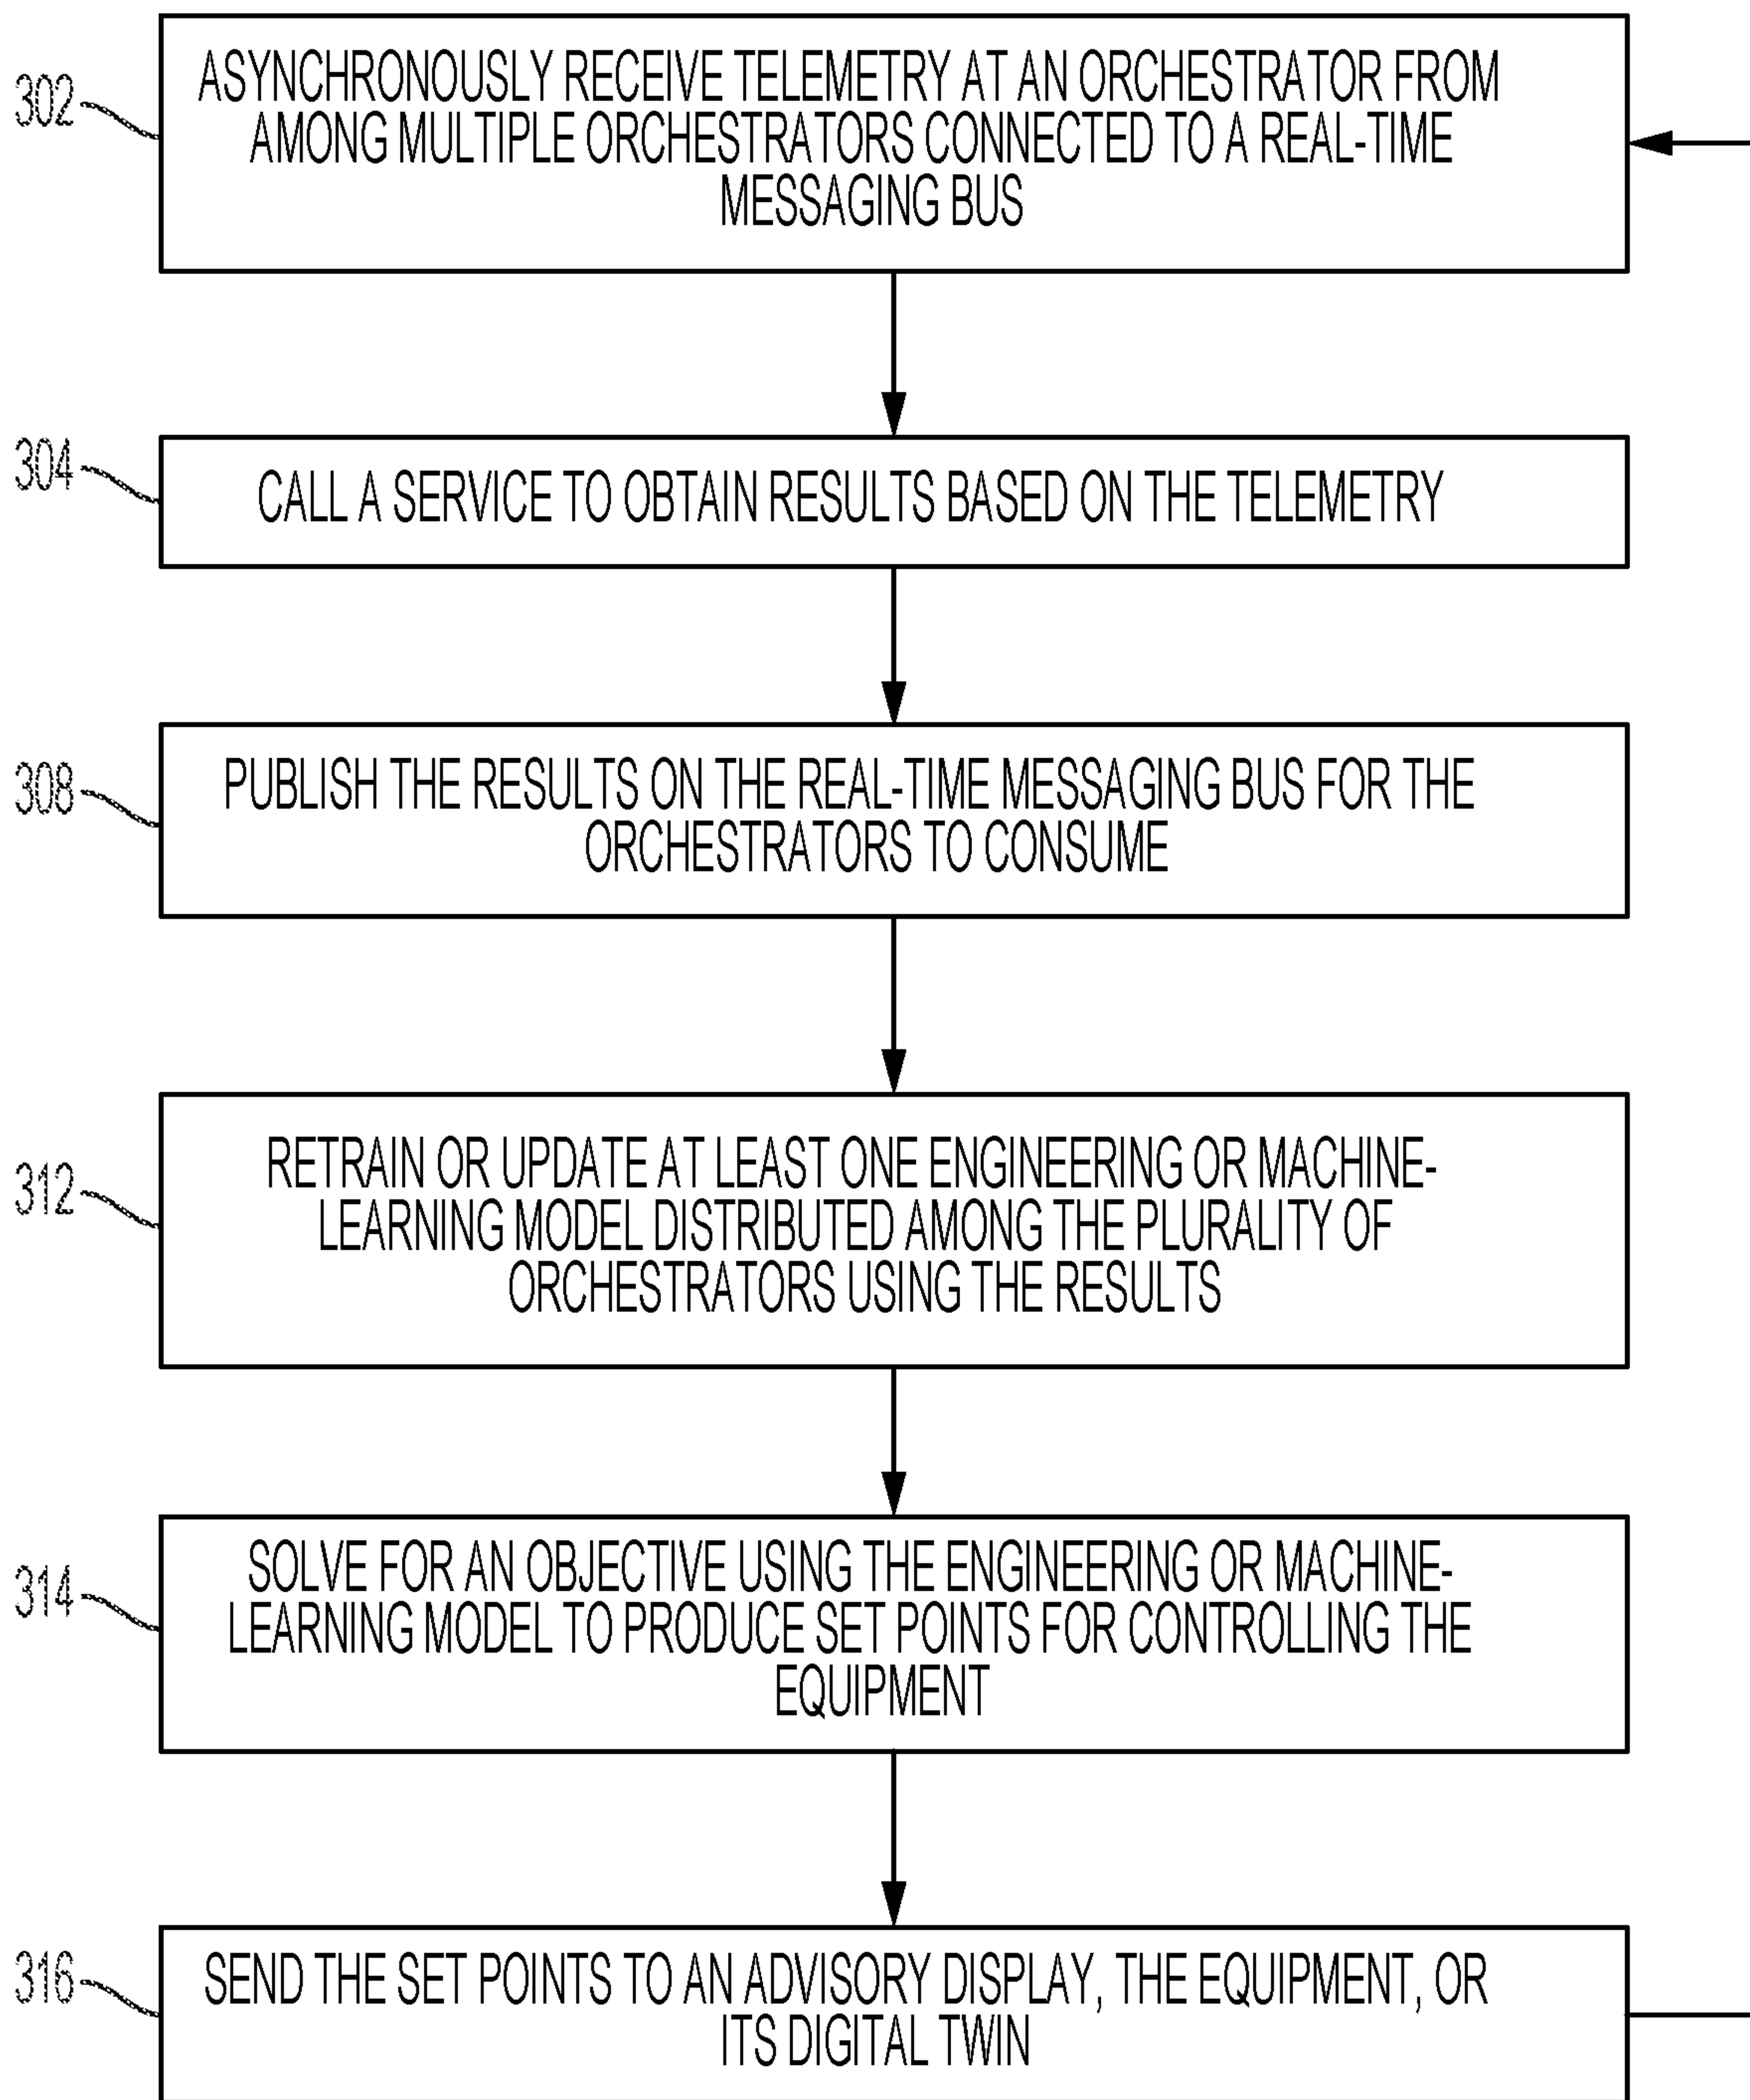 302
ASYNCHRONOUSLY RECEIVE TELEMETRY AT AN ORCHESTRATOR FROM
AMONG MULTIPLE ORCHESTRATORS CONNECTED TO A REAL-TIME
MESSAGING BUS
304
CALL A SERVICE TO OBTAIN RESULTS BASED ON THE TELEMETRY
308
PUBLISH THE RESULTS ON THE REAL-TIME MESSAGING BUS FOR THE
ORCHESTRATORS TO CONSUME
312
RETRAIN OR UPDATE AT LEAST ONE ENGINEERING OR MACHINE-
LEARNING MODEL DISTRIBUTED AMONG THE PLURALITY OF
ORCHESTRATORS USING THE RESULTS
314
SOLVE FOR AN OBJECTIVE USING THE ENGINEERING OR MACHINE-
LEARNING MODEL TO PRODUCE SET POINTS FOR CONTROLLING THE
EQUIPMENT
316
SEND THE SET POINTS TO AN ADVISORY DISPLAY, THE EQUIPMENT, OR
ITS DIGITAL TWIN